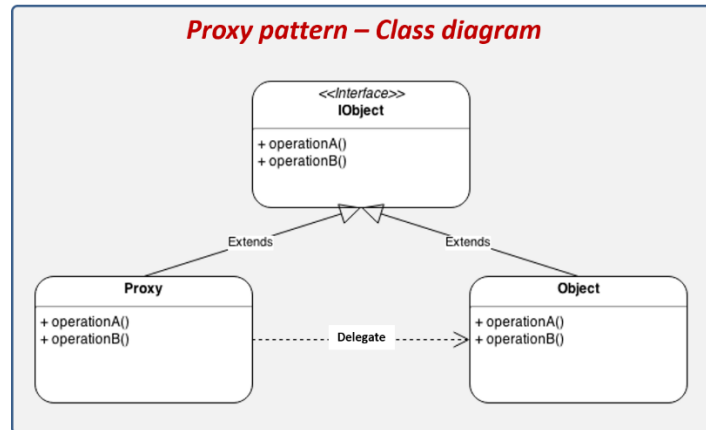 Proxy pattern – Class diagram
<<Interface>>
IObject
+ operationA()
+ operationB()
Extends
Extends
Proxy
+ operationA()
+ operationB()
Delegate
Object
+ operationA()
+ operationB()